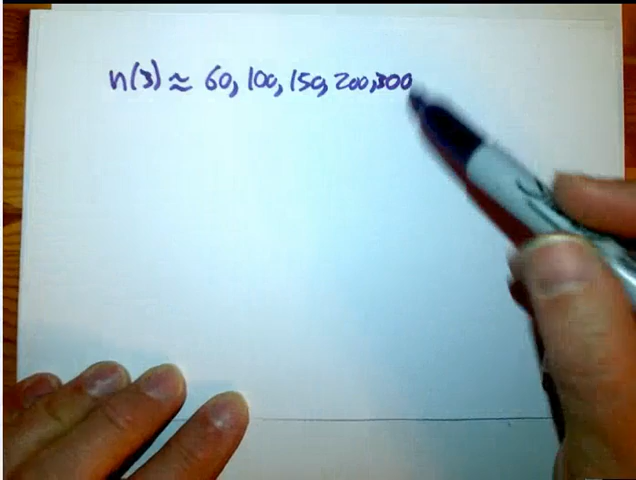 n(3) ≈ 60, 100, 150, 200, 300